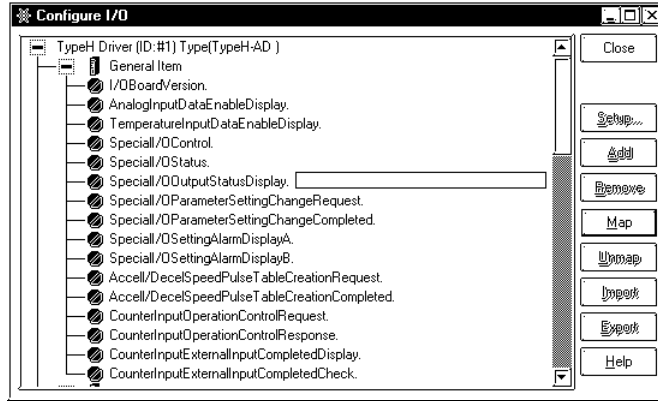 Configure I/O
TypeH Driver (ID:#1) Type(TypeH-AD )
General Item
I/OBoardVersion.
AnalogInputDataEnableDisplay.
TemperatureInputDataEnableDisplay.
SpecialI/OControl.
SpecialI/OStatus.
SpecialI/OOutputStatusDisplay.
SpecialI/OParameterSettingChangeRequest.
SpecialI/OParameterSettingChangeCompleted.
SpecialI/OSettingAlarmDisplayA.
SpecialI/OSettingAlarmDisplayB.
Accell/DecelSpeedPulseTableCreationRequest.
Accell/DecelSpeedPulseTableCreationCompleted.
CounterInputOperationControlRequest.
CounterInputOperationControlResponse.
CounterInputExternalInputCompletedDisplay.
CounterInputExternalInputCompletedCheck.
Close
Setup...
Add
Remove
Map
Unmap
Import
Export
Help